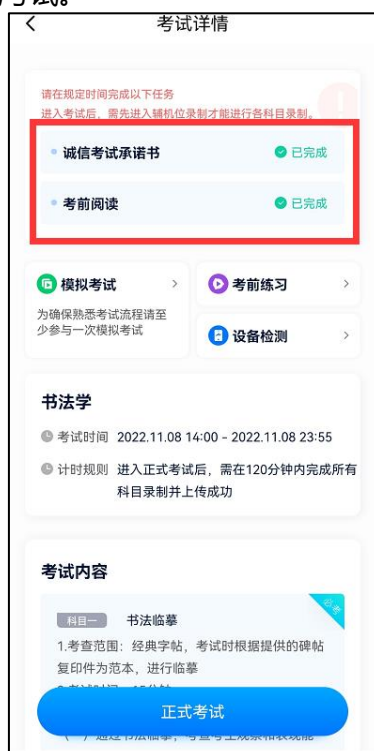 考试。
考试详情
请在规定时间完成以下任务
进入考试后，需先进入辅机位录制才能进行各科目录制。
诚信考试承诺书 已完成
考前阅读 已完成
模拟考试
为确保熟悉考试流程请至
少参与一次模拟考试
考前练习
设备检测
书法学
考试时间 2022.11.08 14:00 - 2022.11.08 23:55
计时规则 进入正式考试后，需在120分钟内完成所有
科目录制并上传成功
考试内容
必考
科目一 书法临摹
1.考查范围：经典字帖，考试时根据提供的碑帖
复印件为范本，进行临摹
正式考试